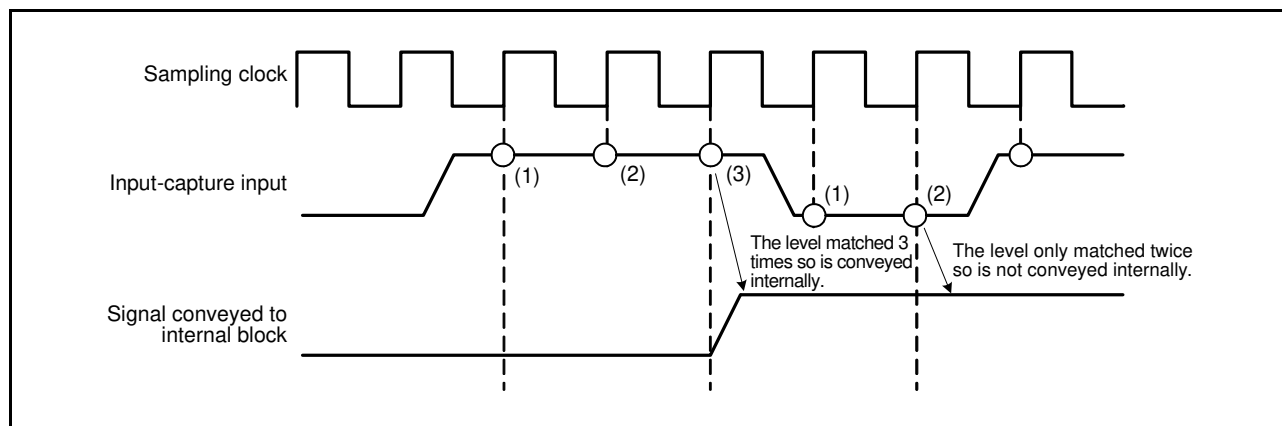 Sampling clock
Input-capture input
(1)
(2)
(3)
(1)
(2)
The level matched 3
times so is conveyed
internally.
The level only matched twice
so is not conveyed internally.
Signal conveyed to
internal block